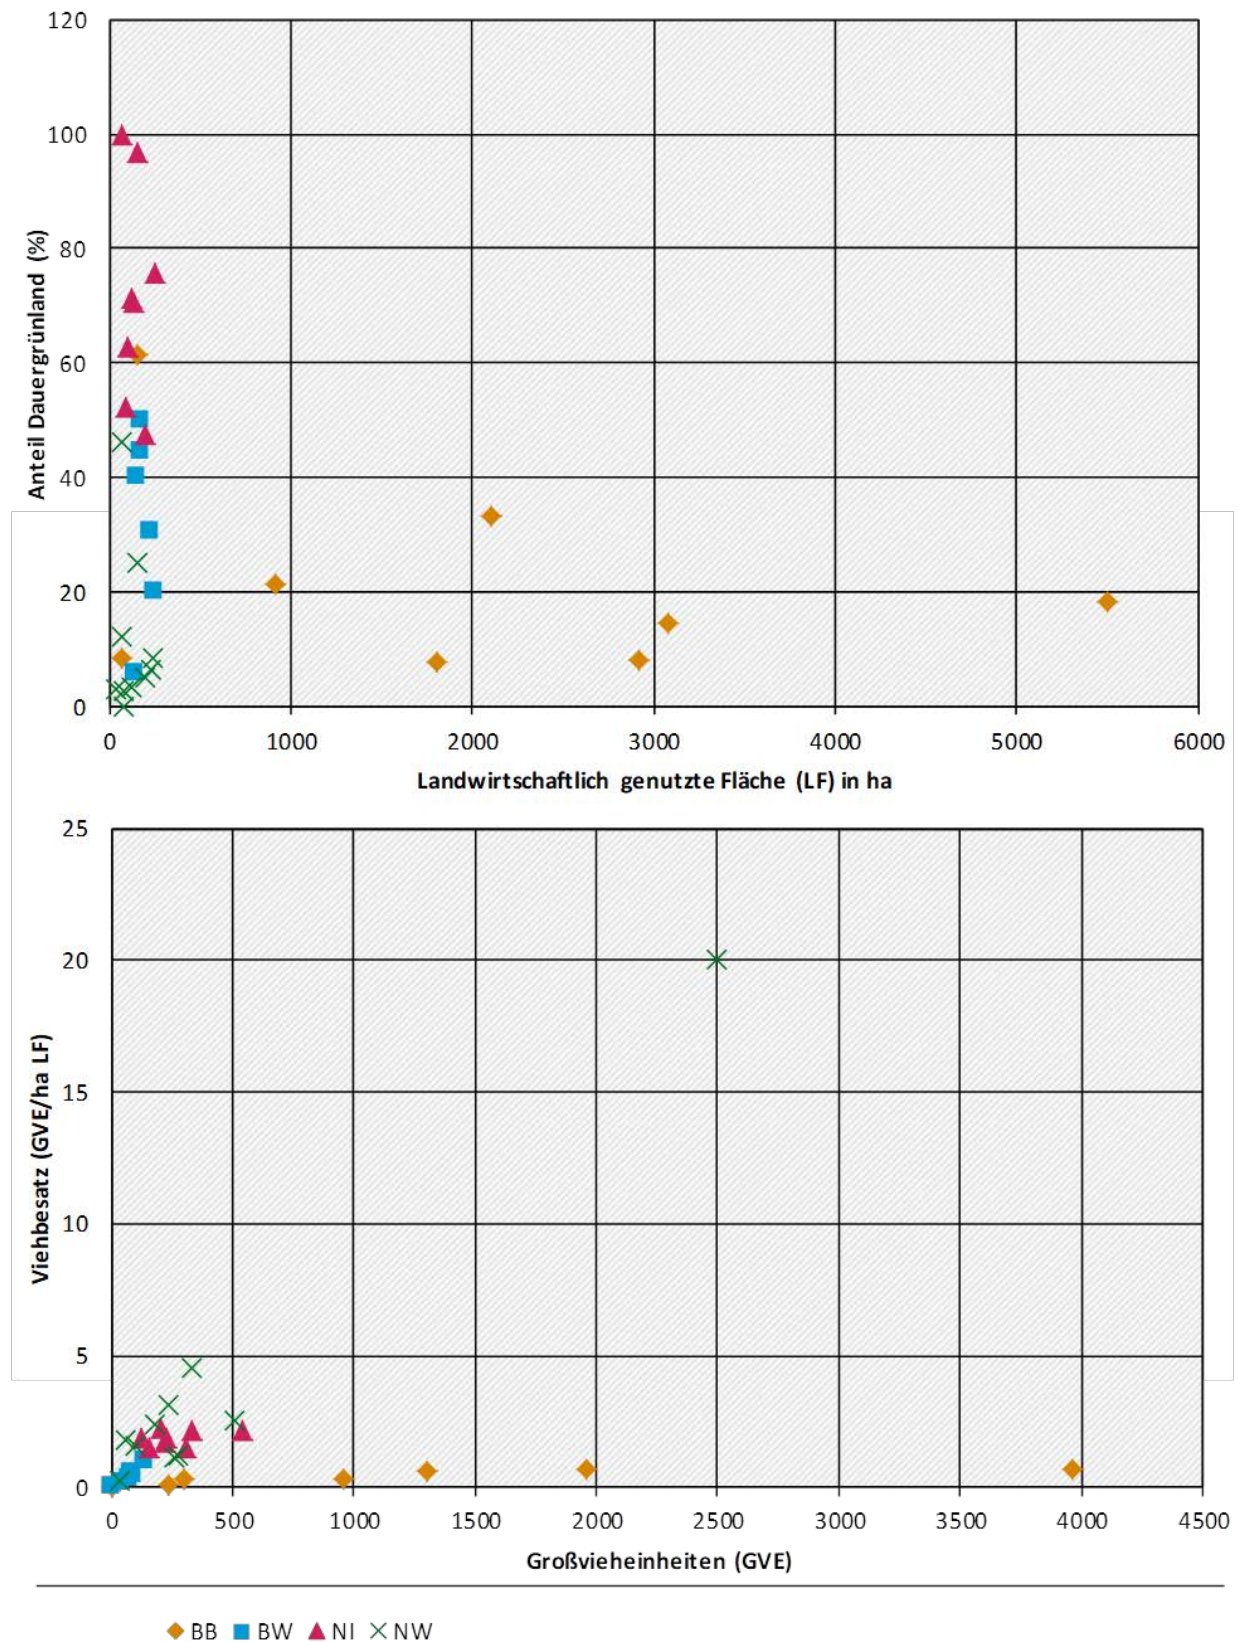 120
100
80
60
40
20
0
Anteil Dauergrünland (%)
0 1000 2000 3000 4000 5000 6000
Landwirtschaftlich genutzte Fläche (LF) in ha
25
20
15
10
5
0
Viehbesatz (GVE/ha LF)
0 500 1000 1500 2000 2500 3000 3500 4000 4500
Großvieheinheiten (GVE)
BB BW NI NW